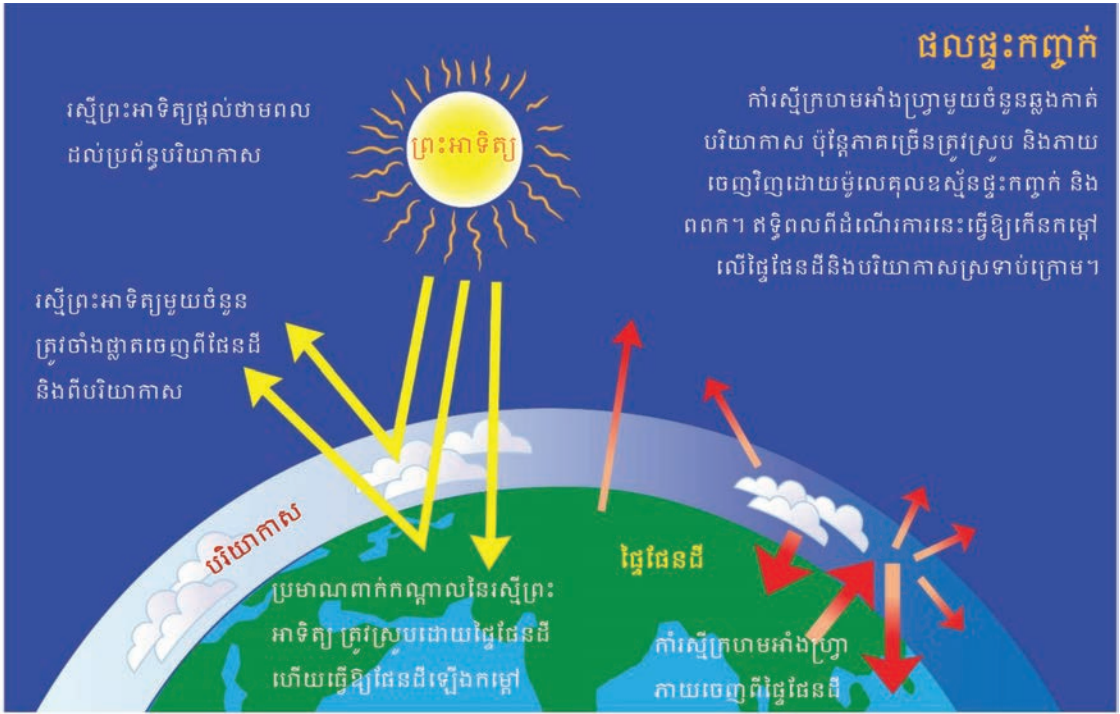 ផលផ្ទះកញ្ចក់
កាំរស្មីក្រហមអាំងហ្វ្រាមួយចំនួនឆ្លងកាត់
បរិយាកាស ប៉ុន្តែភាគច្រើនត្រូវស្រូប និងភាយ
ចេញវិញដោយម៉ូលេគុលឧស្ម័នផ្ទះកញ្ចក់ និង
ពពក។ ឥទ្ធិពលពីដំណើរការនេះធ្វើឱ្យកើនកម្តៅ
លើផ្ទៃផែនដីនិងបរិយាកាសស្រទាប់ក្រោម។
រស្មីព្រះអាទិត្យផ្តល់ថាមពល
ដល់ប្រព័ន្ធបរិយាកាស
ព្រះអាទិត្យ
រស្មីព្រះអាទិត្យមួយចំនួន
ត្រូវចាំងផ្លាតចេញពីផែនដី
និងពីបរិយាកាស
បរិយាកាស
ផ្ទៃផែនដី
ប្រមាណពាក់កណ្តាលនៃរស្មីព្រះ
អាទិត្យ ត្រូវស្រូបដោយផ្ទៃផែនដី
ហើយធ្វើឱ្យផែនដីឡើងកម្តៅ
កាំរស្មីក្រហមអាំងហ្វ្រា
ភាយចេញពីផ្ទៃផែនដី